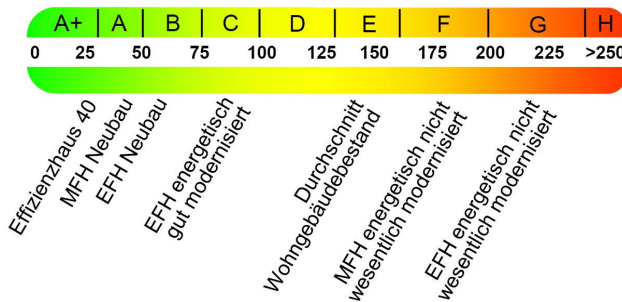 A+ A B C D E F G H
0 25 50 75 100 125 150 175 200 225 >250
Effizienzhaus 40
MFH Neubau
EFH Neubau
EFH energetisch
gut modernisiert
Durchschnitt
Wohngebäudebestand
MFH energetisch nicht
wesentlich modernisiert
EFH energetisch nicht
wesentlich modernisiert